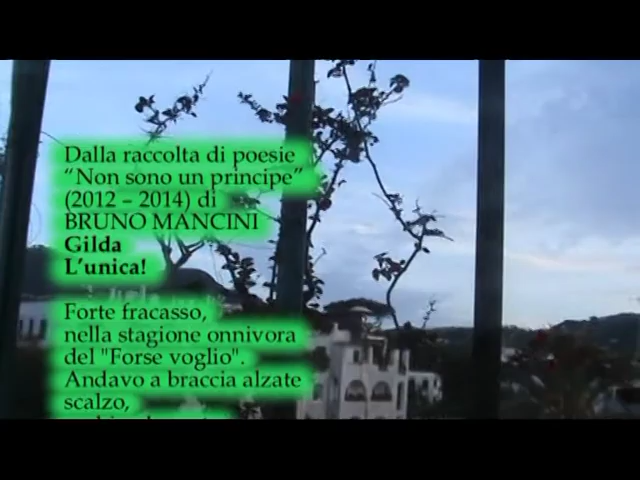 Dalla raccolta di poesie
“Non sono un principe”
(2012 – 2014) di
BRUNO MANCINI
Gilda
L’unica!
Forte fracasso,
nella stagione onnivora
del "Forse voglio".
Andavo a braccia alzate
scalzo,